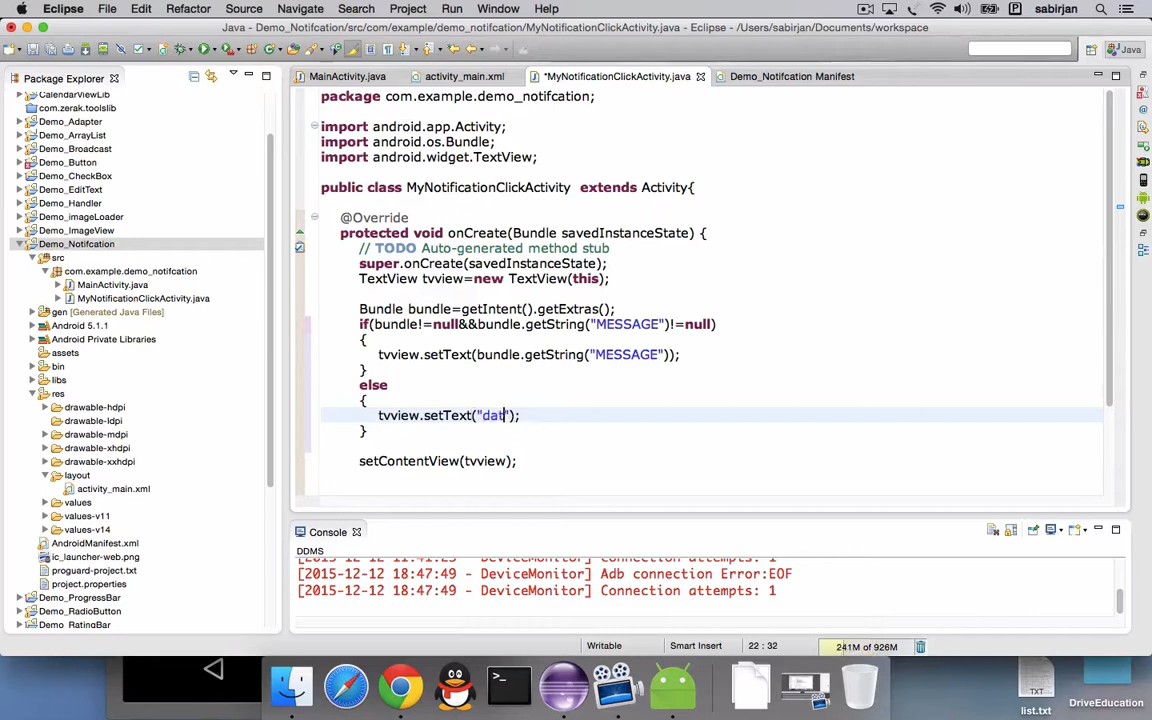 Eclipse File Edit Refactor Source Navigate Search Project Run Window Help sabirjan
Java - Demo_Notifcation/src/com/example/demo_notifcation/MyNotificationClickActivity.java - Eclipse - /Users/sabirjan/Documents/workspace
Java
Package Explorer
MainActivity.java activity_main.xml *MyNotificationClickActivity.java Demo_Notifcation Manifest
CalendarViewLib
com.zerak.toolslib
Demo_Adapter
Demo_ArrayList
Demo_Broadcast
Demo_Button
Demo_CheckBox
Demo_EditText
Demo_Handler
Demo_imageLoader
Demo_ImageView
Demo_Notifcation
src
com.example.demo_notifcation
MainActivity.java
MyNotificationClickActivity.java
gen [Generated Java Files]
Android 5.1.1
Android Private Libraries
assets
bin
libs
res
drawable-hdpi
drawable-ldpi
drawable-mdpi
drawable-xhdpi
drawable-xxhdpi
layout
activity_main.xml
values
values-v11
values-v14
AndroidManifest.xml
ic_launcher-web.png
proguard-project.txt
project.properties
Demo_ProgressBar
Demo_RadioButton
Demo_RatingBar
package com.example.demo_notifcation;
import android.app.Activity;
import android.os.Bundle;
import android.widget.TextView;
public class MyNotificationClickActivity extends Activity{
@Override
protected void onCreate(Bundle savedInstanceState) {
// TODO Auto-generated method stub
super.onCreate(savedInstanceState);
TextView tvview=new TextView(this);
Bundle bundle=getIntent().getExtras();
if(bundle!=null&&bundle.getString("MESSAGE")!=null)
{
tvview.setText(bundle.getString("MESSAGE"));
}
else
{
tvview.setText("dat");
}
setContentView(tvview);
Console
DDMS
[2015-12-12 18:47:49 - DeviceMonitor] Adb connection Error:EOF
[2015-12-12 18:47:49 - DeviceMonitor] Connection attempts: 1
Writable Smart Insert 22 : 32 241M of 926M
TXT
list.txt DriveEducation